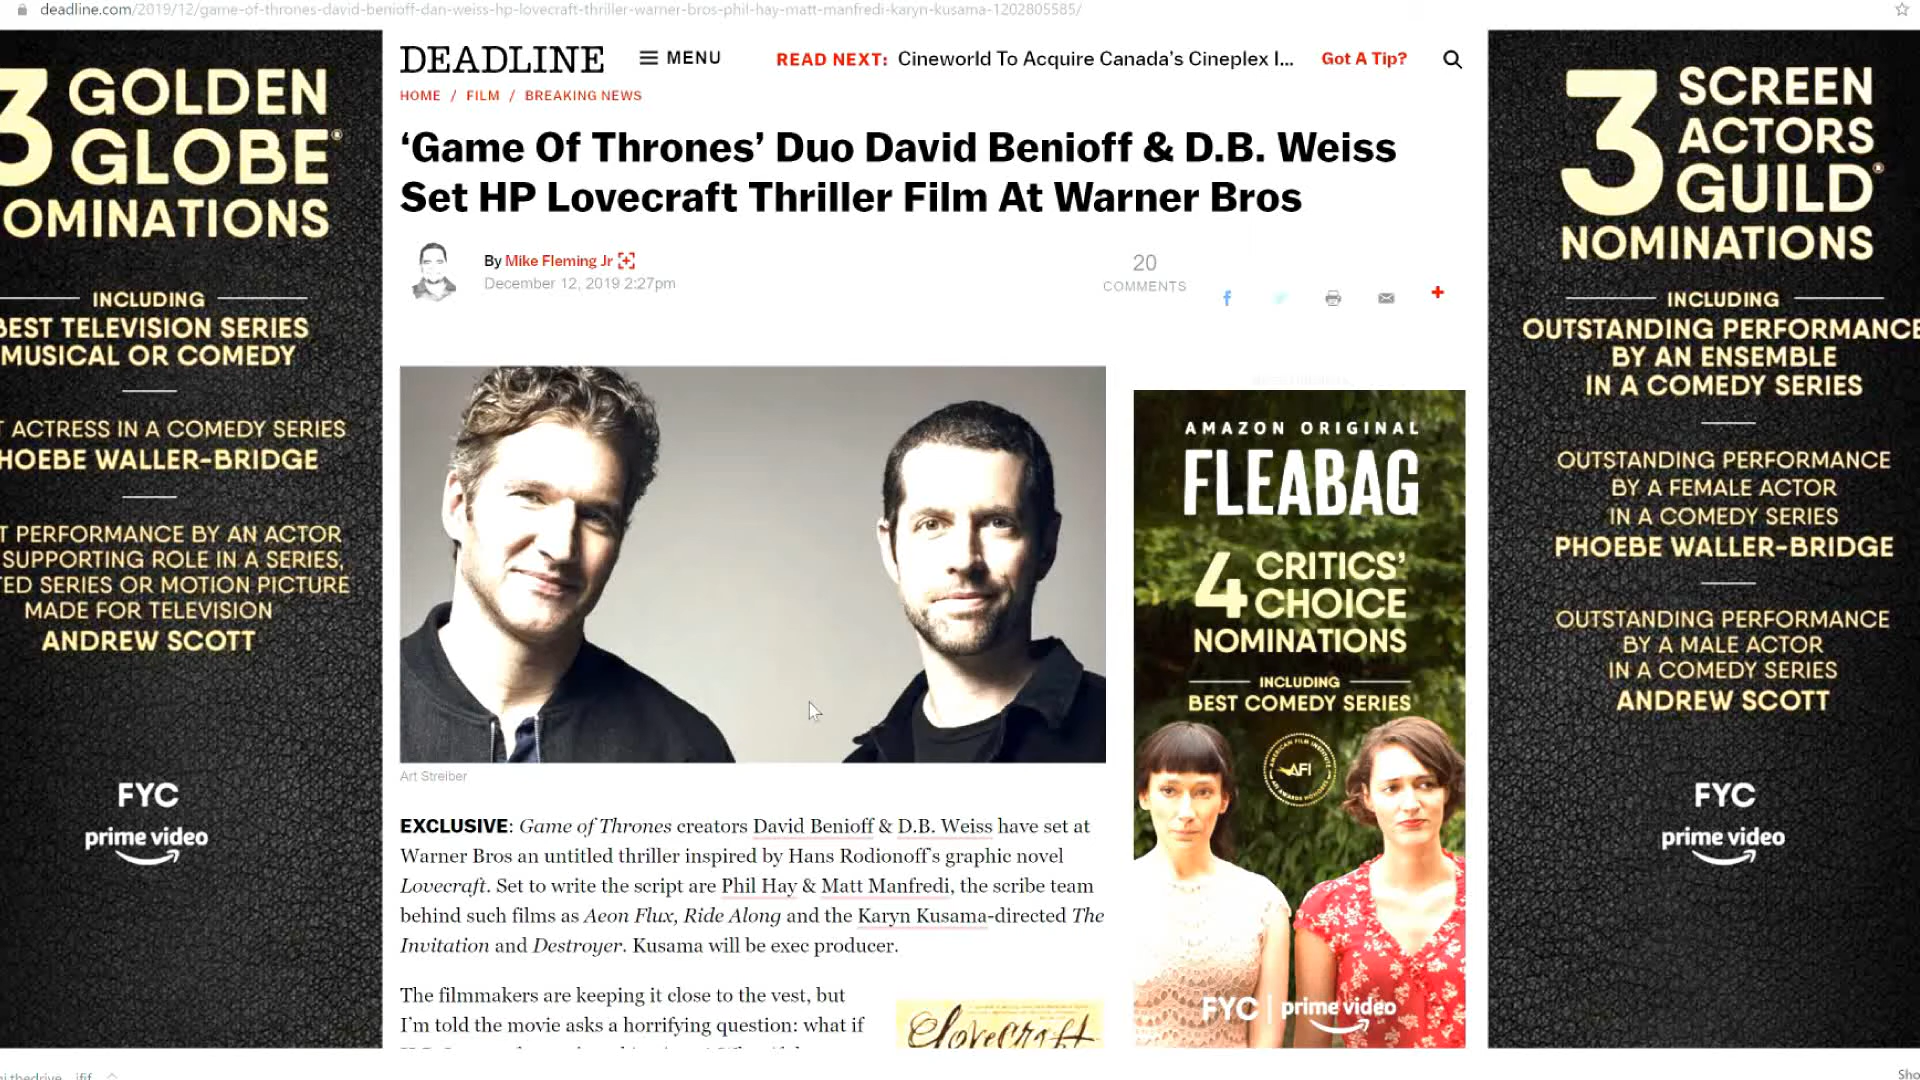 deadline.com/2019/12/game-of-thrones-david-benioff-dan-weiss-hp-lovecraft-thriller-warner-bros-phil-hay-matt-manfredi-karyn-kusama-1202805585/
DEADLINE
MENU
READ NEXT: Cineworld To Acquire Canada's Cineplex I...
Got A Tip?
HOME / FILM / BREAKING NEWS
‘Game Of Thrones’ Duo David Benioff & D.B. Weiss
Set HP Lovecraft Thriller Film At Warner Bros
By Mike Fleming Jr
December 12, 2019 2:27pm
20
COMMENTS
Art Streiber
EXCLUSIVE: Game of Thrones creators David Benioff & D.B. Weiss have set at
Warner Bros an untitled thriller inspired by Hans Rodionoff's graphic novel
Lovecraft. Set to write the script are Phil Hay & Matt Manfredi, the scribe team
behind such films as Aeon Flux, Ride Along and the Karyn Kusama-directed The
Invitation and Destroyer. Kusama will be exec producer.
The filmmakers are keeping it close to the vest, but
I'm told the movie asks a horrifying question: what if
Lovecraft
3 GOLDEN
GLOBE®
OMINATIONS
INCLUDING
BEST TELEVISION SERIES
MUSICAL OR COMEDY
T ACTRESS IN A COMEDY SERIES
HOEBE WALLER-BRIDGE
T PERFORMANCE BY AN ACTOR
SUPPORTING ROLE IN A SERIES,
TED SERIES OR MOTION PICTURE
MADE FOR TELEVISION
ANDREW SCOTT
FYC
prime video
AMAZON ORIGINAL
FLEABAG
4 CRITICS'
CHOICE
NOMINATIONS
INCLUDING
BEST COMEDY SERIES
AMERICAN FILM INSTITUTE
AFI
AFI AWARDS HONOREE
FYC | prime video
3 SCREEN
ACTORS
GUILD®
NOMINATIONS
INCLUDING
OUTSTANDING PERFORMANCE
BY AN ENSEMBLE
IN A COMEDY SERIES
OUTSTANDING PERFORMANCE
BY A FEMALE ACTOR
IN A COMEDY SERIES
PHOEBE WALLER-BRIDGE
OUTSTANDING PERFORMANCE
BY A MALE ACTOR
IN A COMEDY SERIES
ANDREW SCOTT
FYC
prime video
Sho